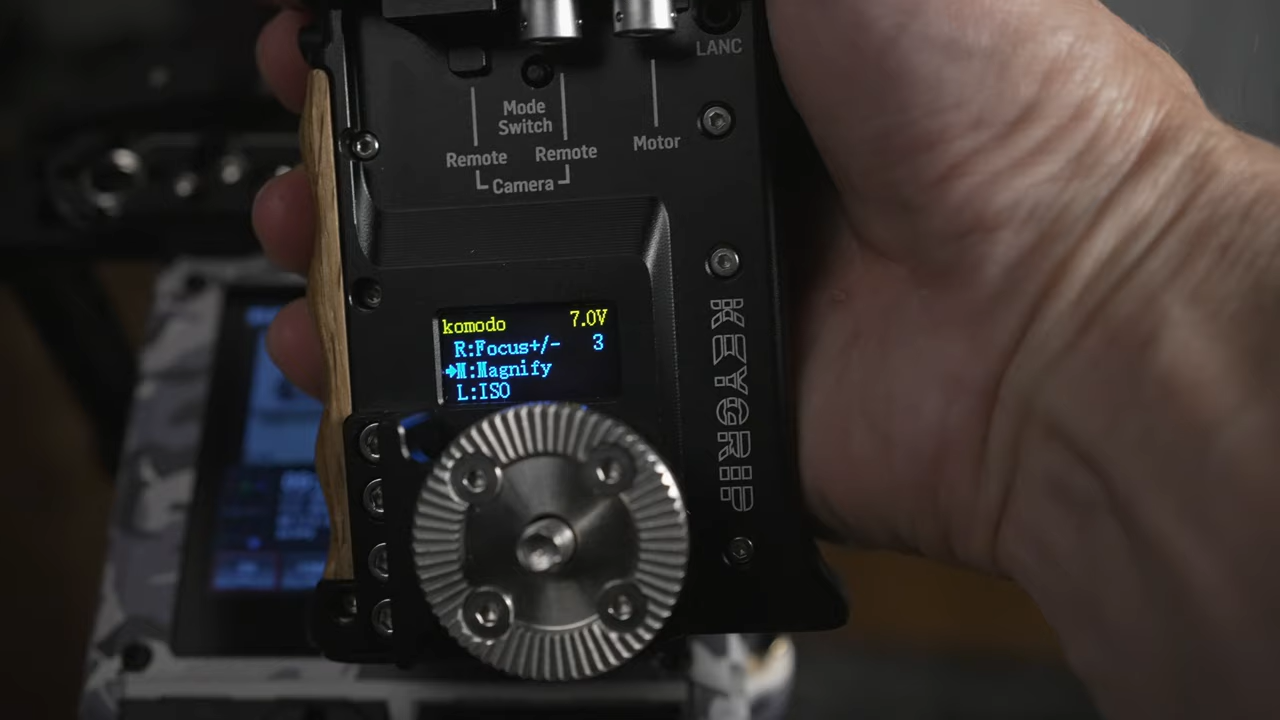 LANC
Mode
Switch
Remote
Remote
Motor
Camera
komodo 7.0V
R:Focus+/- 3
➔M:Magnify
L:ISO
KEYGRIP